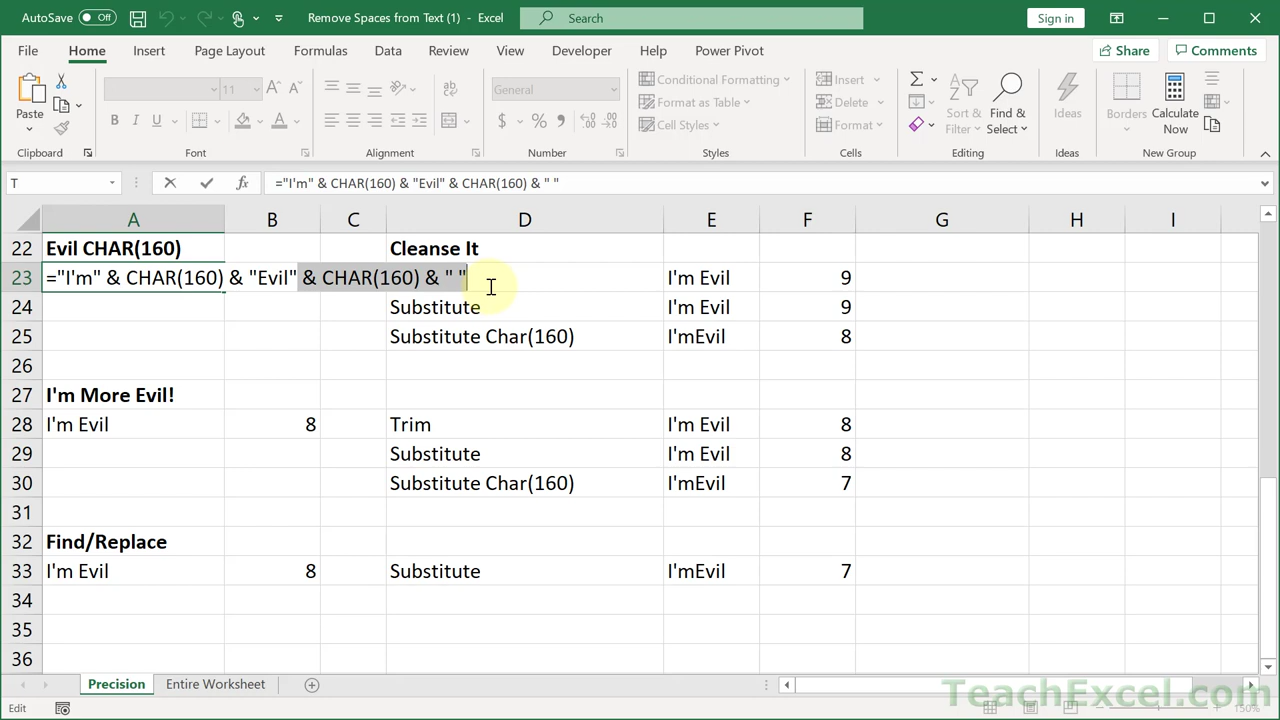 AutoSave Off Remove Spaces from Text (1) - Excel Search Sign in
File Home Insert Page Layout Formulas Data Review View Developer Help Power Pivot Share Comments
11 General Conditional Formatting Insert
Format as Table Delete
Cell Styles Format
Paste Sort & Filter Find & Select Ideas Borders Calculate Now
Clipboard Font Alignment Number Styles Cells Editing Ideas New Group
T fx ="I'm" & CHAR(160) & "Evil" & CHAR(160) & " "
A B C D E F G H I
22 Evil CHAR(160) Cleanse It
23 ="I'm" & CHAR(160) & "Evil" & CHAR(160) & " " I'm Evil 9
24 Substitute I'm Evil 9
25 Substitute Char(160) I'mEvil 8
26
27 I'm More Evil!
28 I'm Evil 8 Trim I'm Evil 8
29 Substitute I'm Evil 8
30 Substitute Char(160) I'mEvil 7
31
32 Find/Replace
33 I'm Evil 8 Substitute I'mEvil 7
34
35
36
Precision Entire Worksheet
TeachExcel.com
Edit 150%